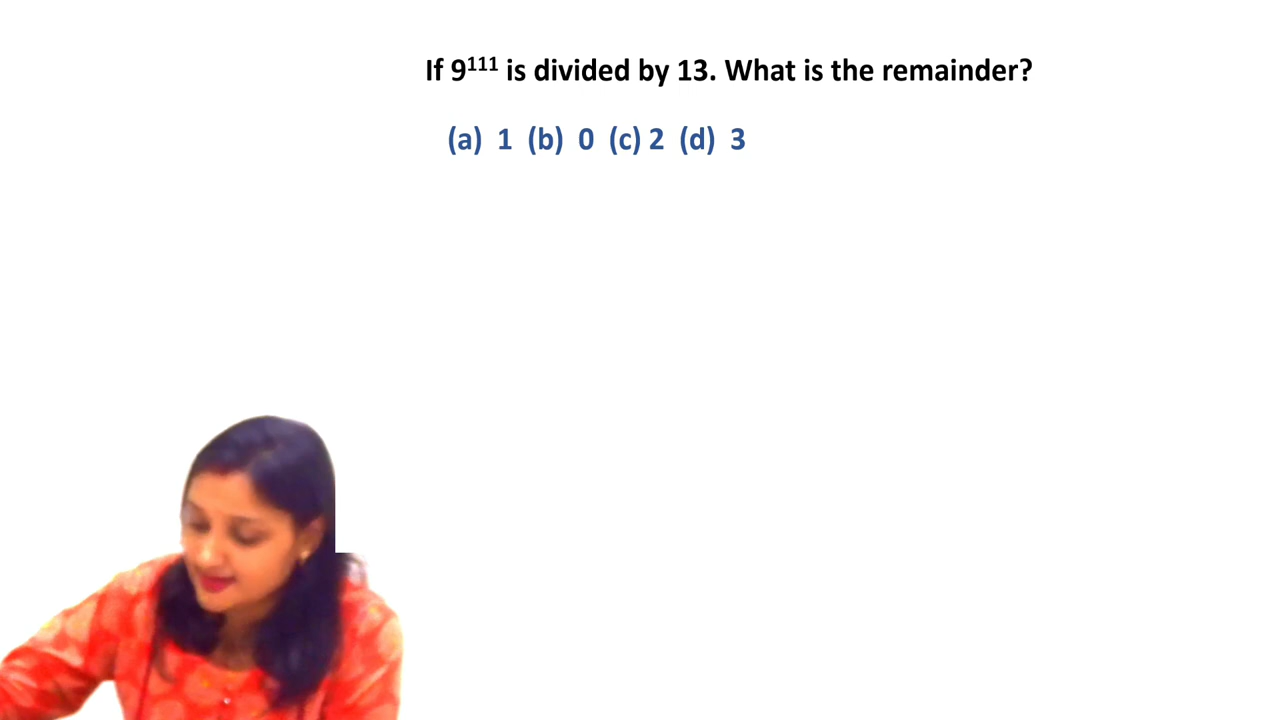 If 9¹¹¹ is divided by 13. What is the remainder?
(a) 1 (b) 0 (c) 2 (d) 3